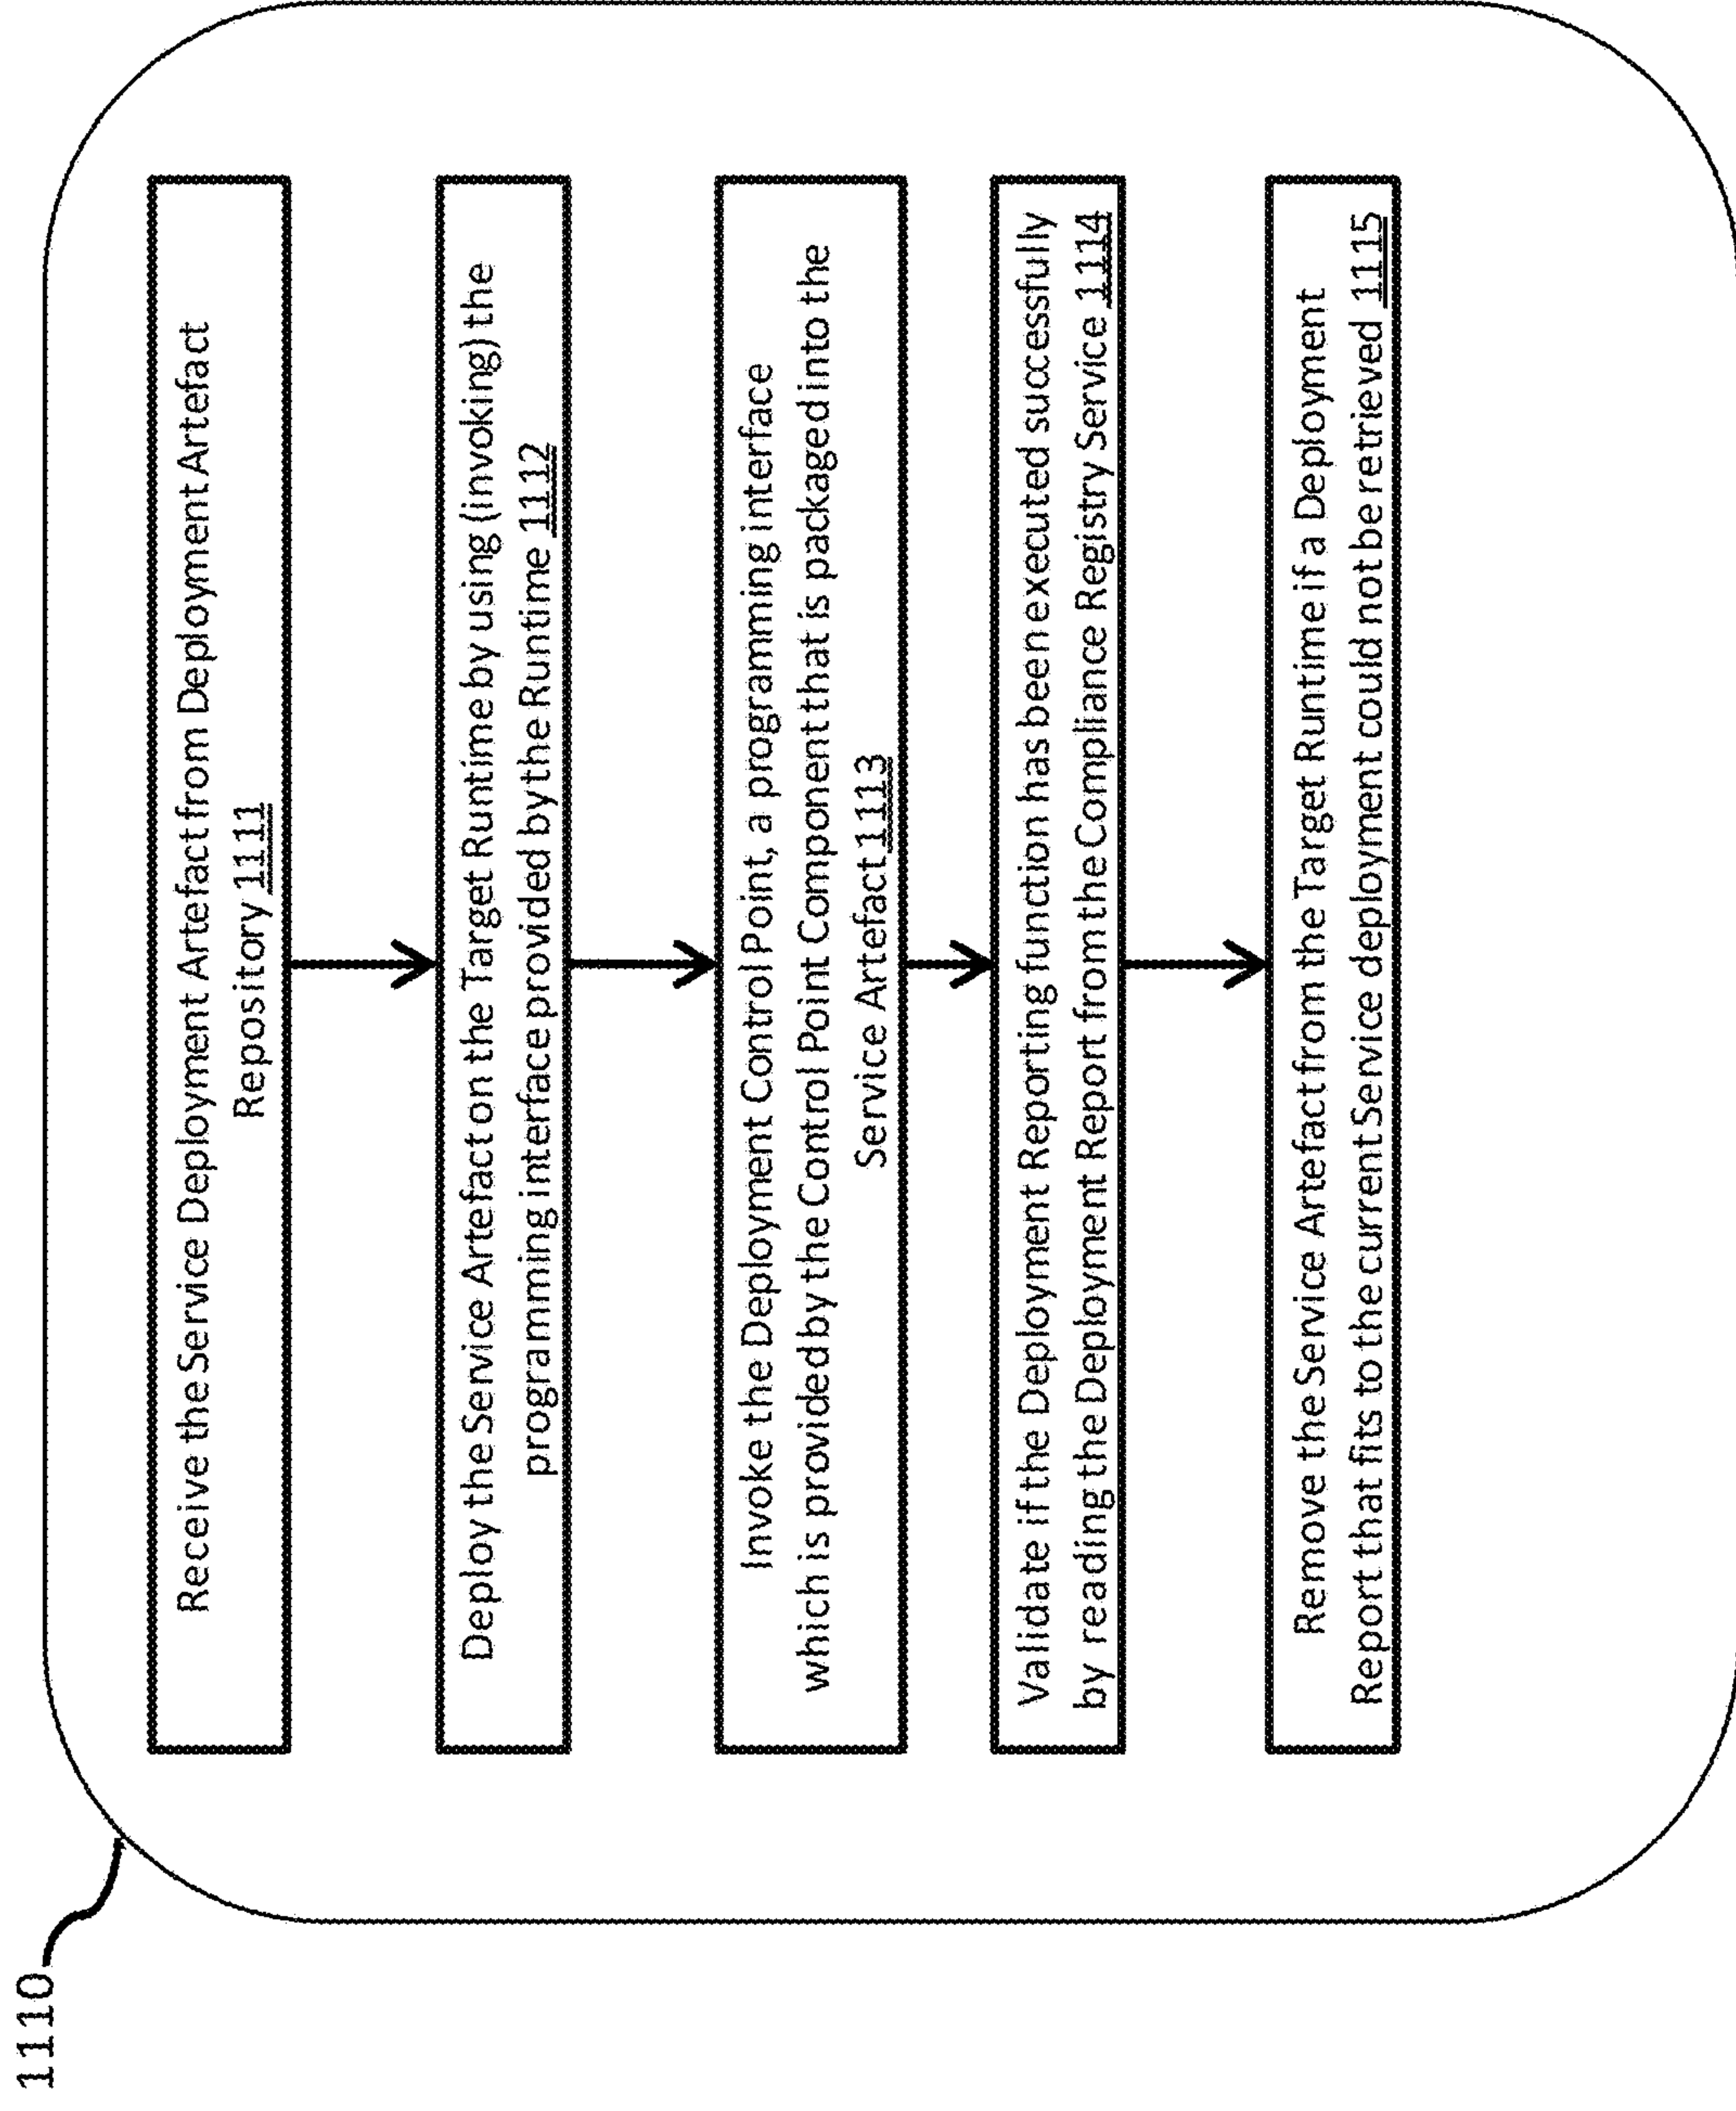 1110
Receive the Service Deployment Artefact from Deployment Artefact
Repository 1111
Deploy the Service Artefact on the Target Runtime by using (invoking) the
programming interface provided by the Runtime 1112
Invoke the Deployment Control Point, a programming interface
which is provided by the Control Point Component that is packaged into the
Service Artefact 1113
Validate if the Deployment Reporting function has been executed successfully
by reading the Deployment Report from the Compliance Registry Service 1114
Remove the Service Artefact from the Target Runtime if a Deployment
Report that fits to the current Service deployment could not be retrieved 1115